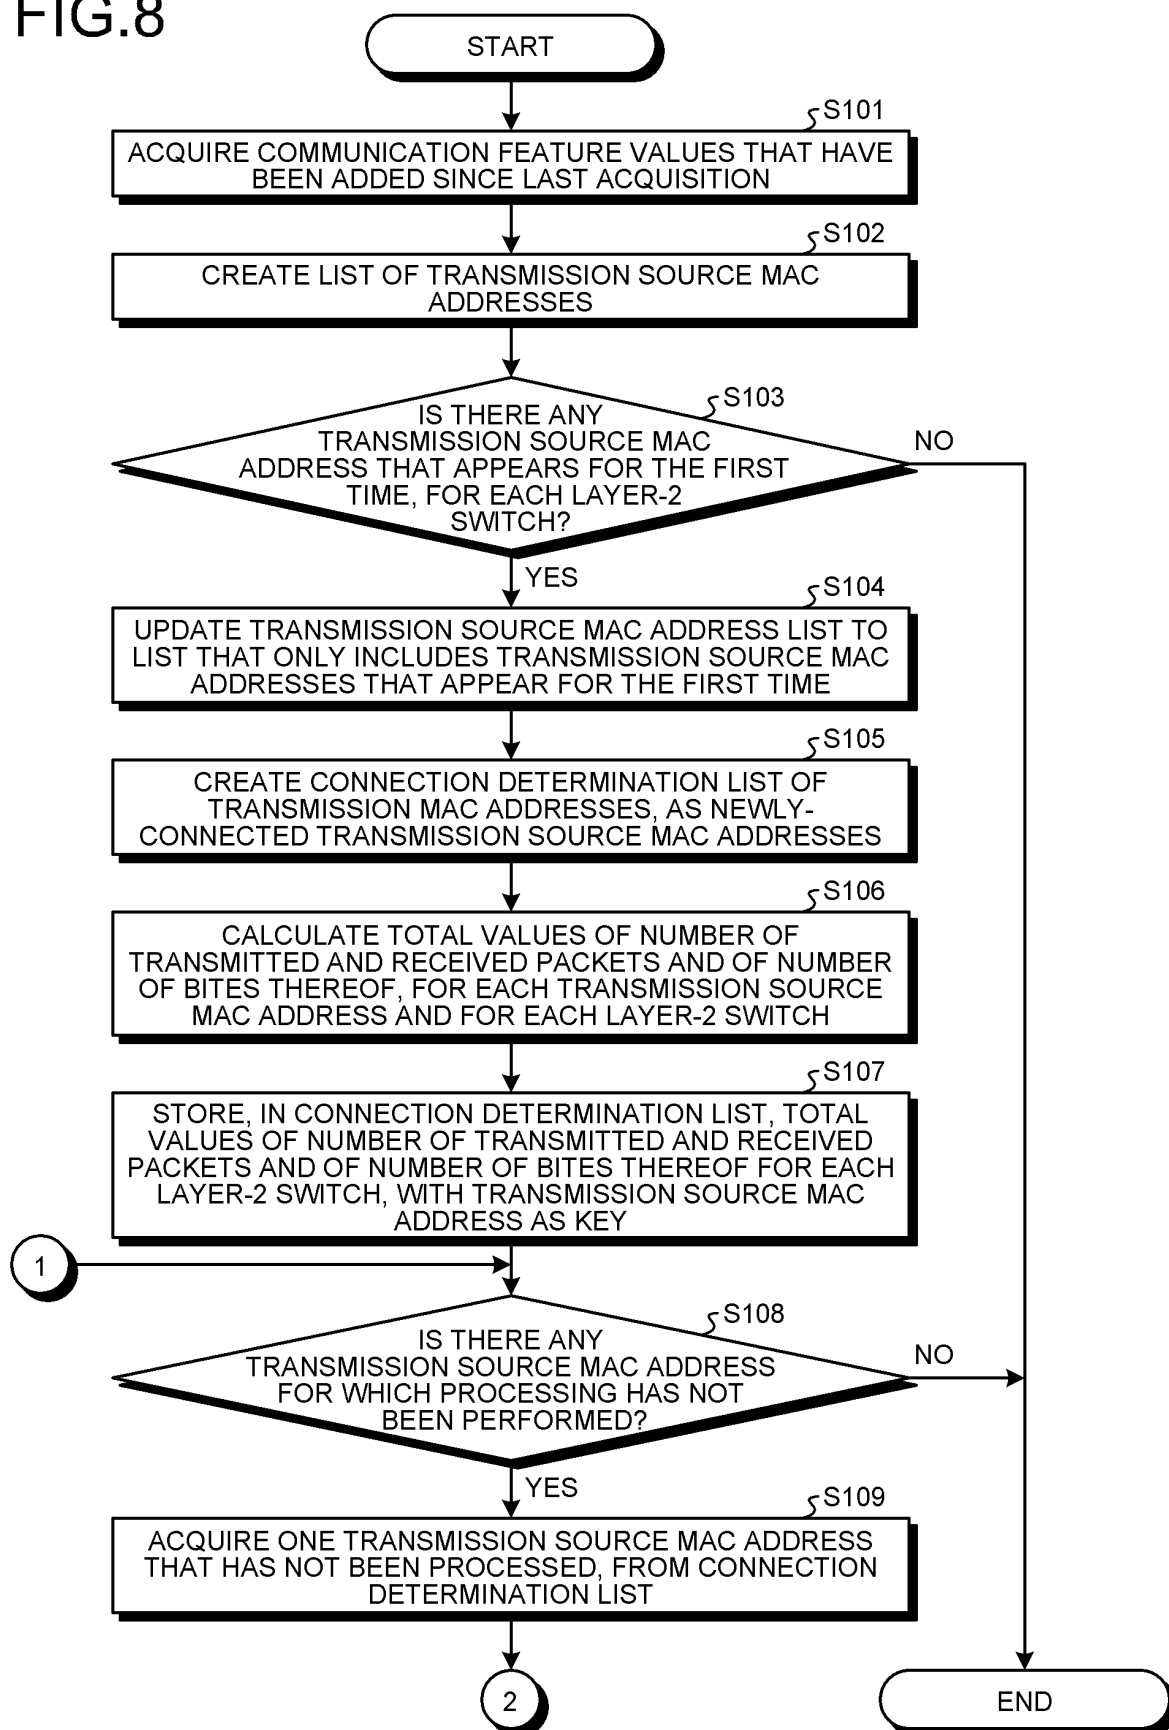 FIG.8
START
S101
ACQUIRE COMMUNICATION FEATURE VALUES THAT HAVE
BEEN ADDED SINCE LAST ACQUISITION
S102
CREATE LIST OF TRANSMISSION SOURCE MAC
ADDRESSES
S103
IS THERE ANY
TRANSMISSION SOURCE MAC
ADDRESS THAT APPEARS FOR THE FIRST
TIME, FOR EACH LAYER-2
SWITCH?
NO
YES
S104
UPDATE TRANSMISSION SOURCE MAC ADDRESS LIST TO
LIST THAT ONLY INCLUDES TRANSMISSION SOURCE MAC
ADDRESSES THAT APPEAR FOR THE FIRST TIME
S105
CREATE CONNECTION DETERMINATION LIST OF
TRANSMISSION MAC ADDRESSES, AS NEWLY-
CONNECTED TRANSMISSION SOURCE MAC ADDRESSES
S106
CALCULATE TOTAL VALUES OF NUMBER OF
TRANSMITTED AND RECEIVED PACKETS AND OF NUMBER
OF BITES THEREOF, FOR EACH TRANSMISSION SOURCE
MAC ADDRESS AND FOR EACH LAYER-2 SWITCH
S107
STORE, IN CONNECTION DETERMINATION LIST, TOTAL
VALUES OF NUMBER OF TRANSMITTED AND RECEIVED
PACKETS AND OF NUMBER OF BITES THEREOF FOR EACH
LAYER-2 SWITCH, WITH TRANSMISSION SOURCE MAC
ADDRESS AS KEY
1
S108
IS THERE ANY
TRANSMISSION SOURCE MAC ADDRESS
FOR WHICH PROCESSING HAS NOT
BEEN PERFORMED?
NO
YES
S109
ACQUIRE ONE TRANSMISSION SOURCE MAC ADDRESS
THAT HAS NOT BEEN PROCESSED, FROM CONNECTION
DETERMINATION LIST
2
END